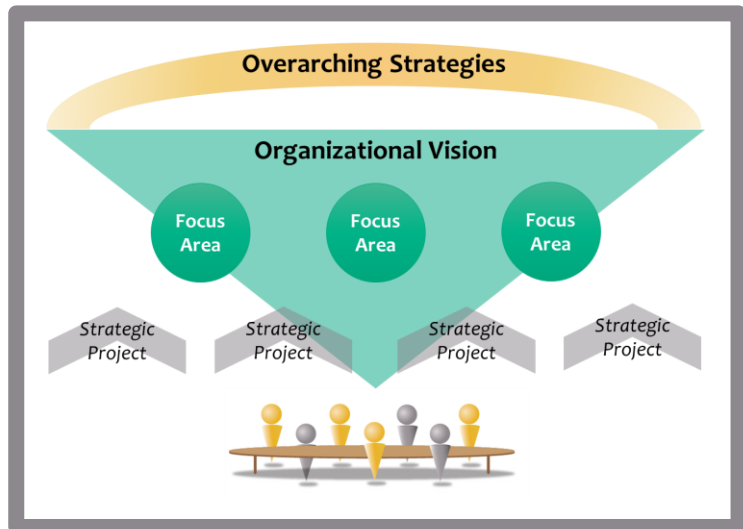 Overarching Strategies
Organizational Vision
Focus
Area
Focus
Area
Focus
Area
Strategic
Project
Strategic
Project
Strategic
Project
Strategic
Project